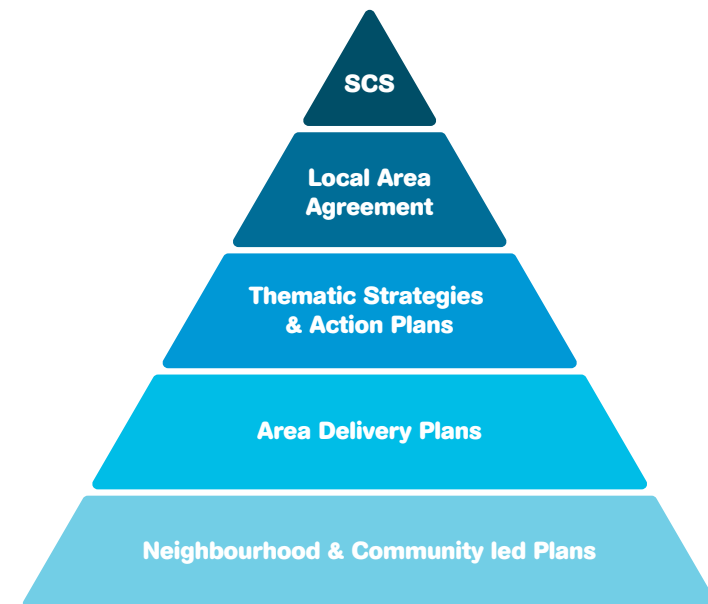 SCS
Local Area
Agreement
Thematic Strategies
& Action Plans
Area Delivery Plans
Neighbourhood & Community led Plans